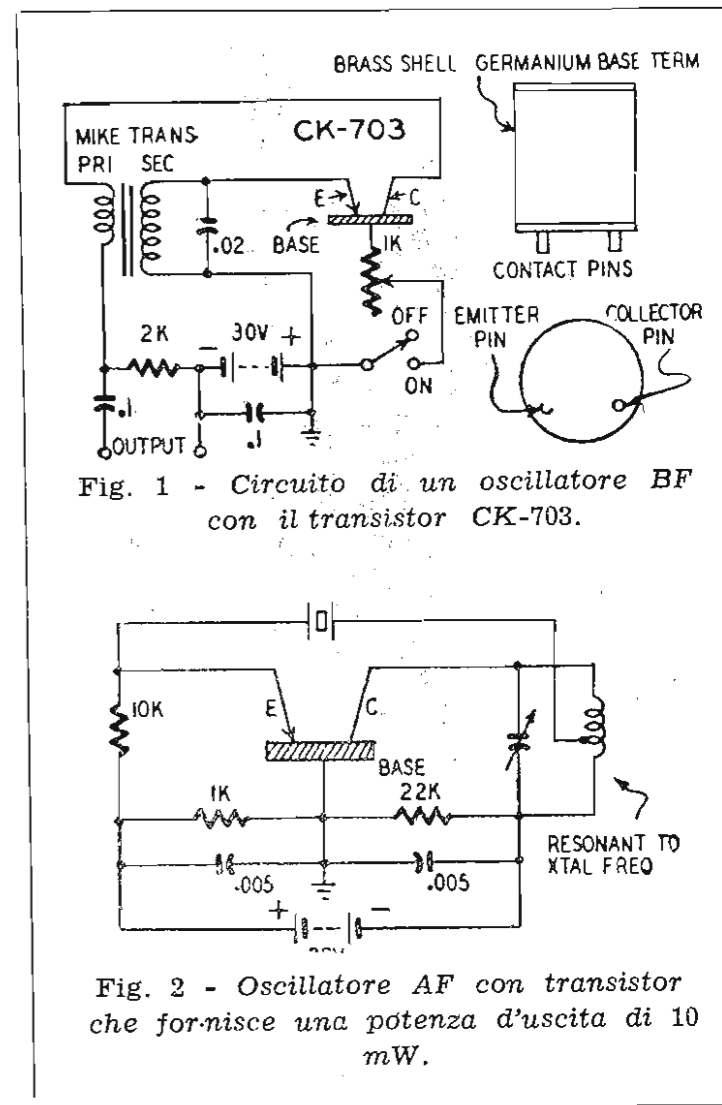 BRASS SHELL GERMANIUM BASE TERM
CK-703
MIKE TRANS-
PRI SEC
E
C
.02
BASE
1K
CONTACT PINS
OFF
ON
EMITTER
PIN
COLLECTOR
PIN
2K
- 30V +
.1
.1
OUTPUT
Fig. 1 - Circuito di un oscillatore BF
con il transistor CK-703.
10K
E
C
BASE
1K
22K
.005
.005
RESONANT TO
XTAL FREQ
+ -
Fig. 2 - Oscillatore AF con transistor
che for·nisce una potenza d'uscita di 10
mW.